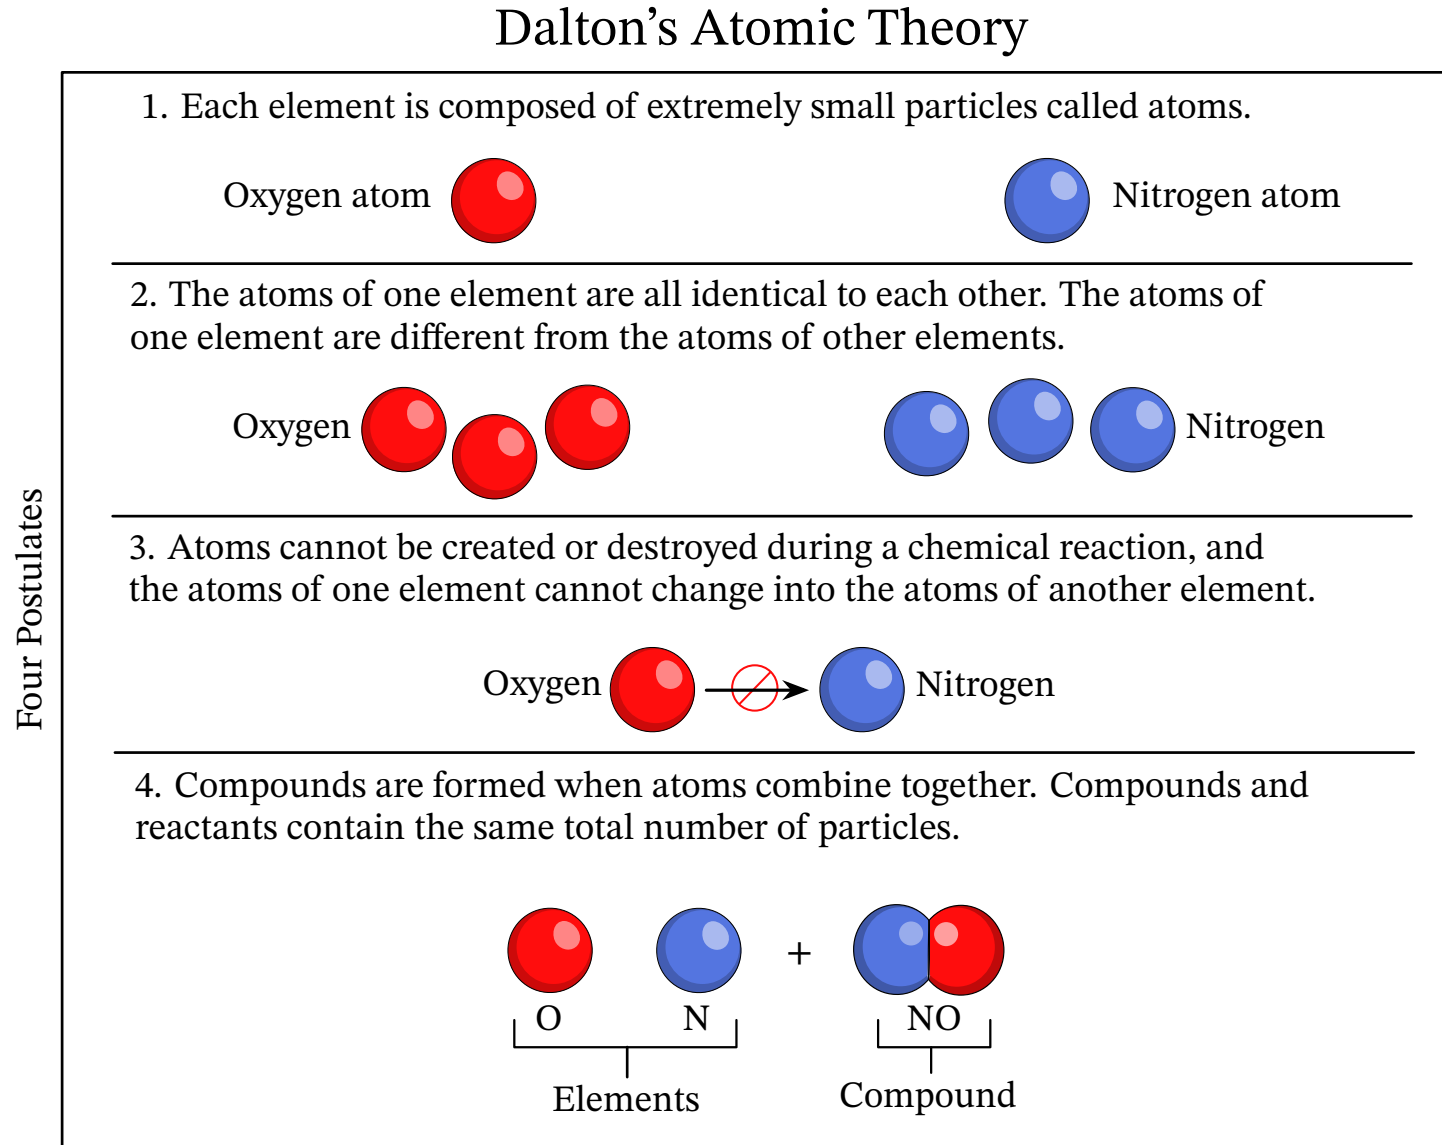 Dalton's Atomic Theory
Four Postulates
1. Each element is composed of extremely small particles called atoms.
Oxygen atom
Nitrogen atom
2. The atoms of one element are all identical to each other. The atoms of
one element are different from the atoms of other elements.
Oxygen
Nitrogen
3. Atoms cannot be created or destroyed during a chemical reaction, and
the atoms of one element cannot change into the atoms of another element.
Oxygen
Nitrogen
4. Compounds are formed when atoms combine together. Compounds and
reactants contain the same total number of particles.
+
O
N
NO
Elements
Compound